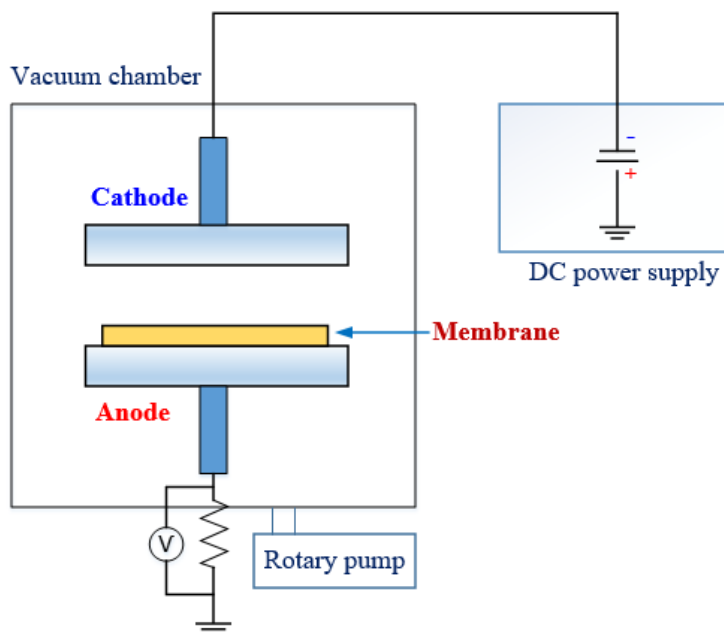 Vacuum chamber
Cathode
-
+
DC power supply
Membrane
Anode
V
Rotary pump